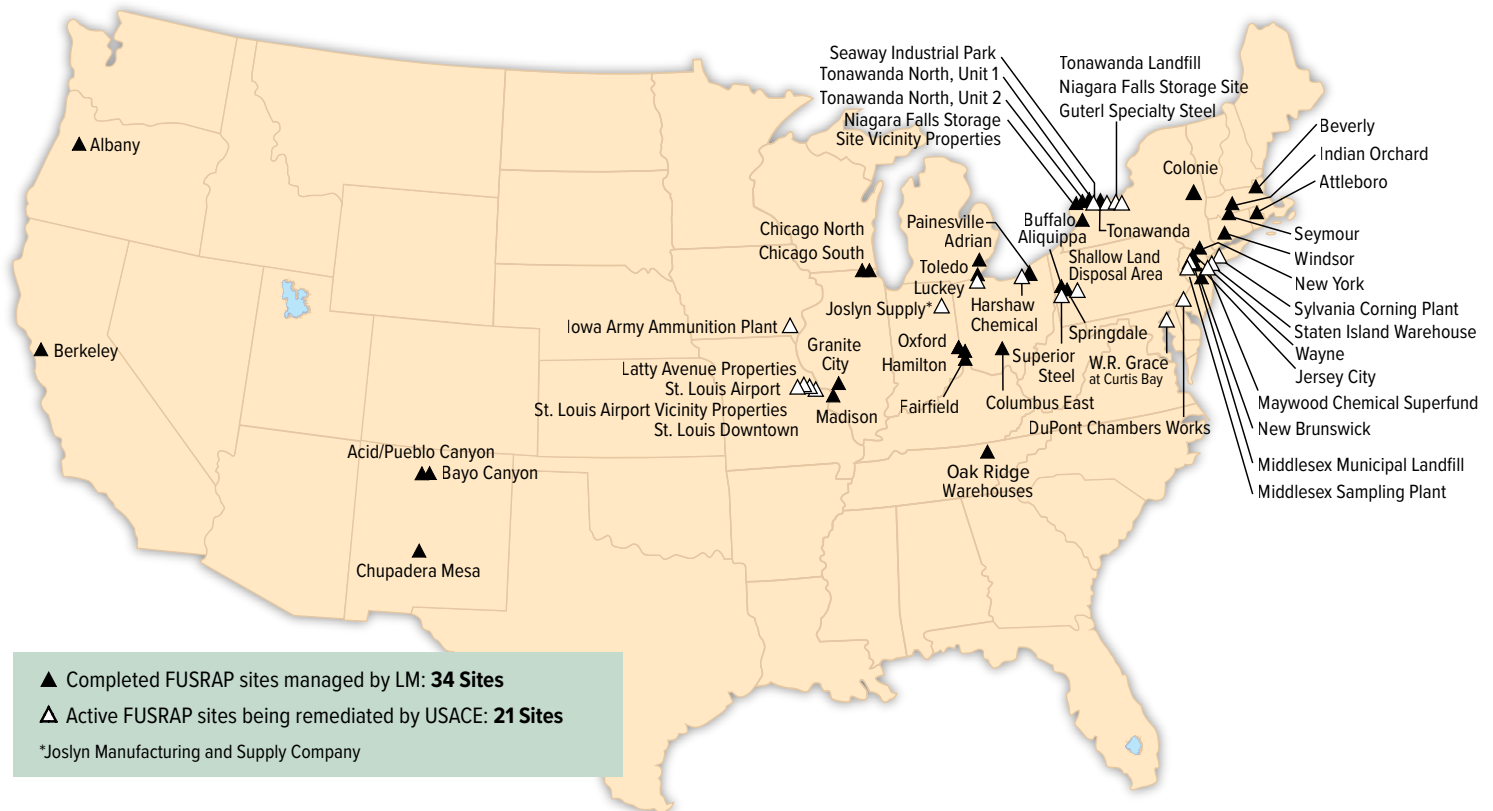 Seaway Industrial Park
Tonawanda North, Unit 1
Tonawanda North, Unit 2
Niagara Falls Storage
Site Vicinity Properties
Tonawanda Landfill
Niagara Falls Storage Site
Guterl Specialty Steel
Beverly
Indian Orchard
Attleboro
Albany
Colonie
Chicago North
Chicago South
Painesville
Adrian
Buffalo
Aliquippa
Tonawanda
Seymour
Windsor
New York
Sylvania Corning Plant
Staten Island Warehouse
Wayne
Jersey City
Toledo
Luckey
Shallow Land
Disposal Area
Harshaw
Chemical
Joslyn Supply*
Iowa Army Ammunition Plant
Granite
City
Oxford
Hamilton
Springdale
Superior
Steel
W.R. Grace
at Curtis Bay
Berkeley
Latty Avenue Properties
St. Louis Airport
St. Louis Airport Vicinity Properties
St. Louis Downtown
Madison
Fairfield
Columbus East
DuPont Chambers Works
Maywood Chemical Superfund
New Brunswick
Middlesex Municipal Landfill
Middlesex Sampling Plant
Acid/Pueblo Canyon
Bayo Canyon
Oak Ridge
Warehouses
Chupadera Mesa
Completed FUSRAP sites managed by LM: 34 Sites
Active FUSRAP sites being remediated by USACE: 21 Sites
*Joslyn Manufacturing and Supply Company